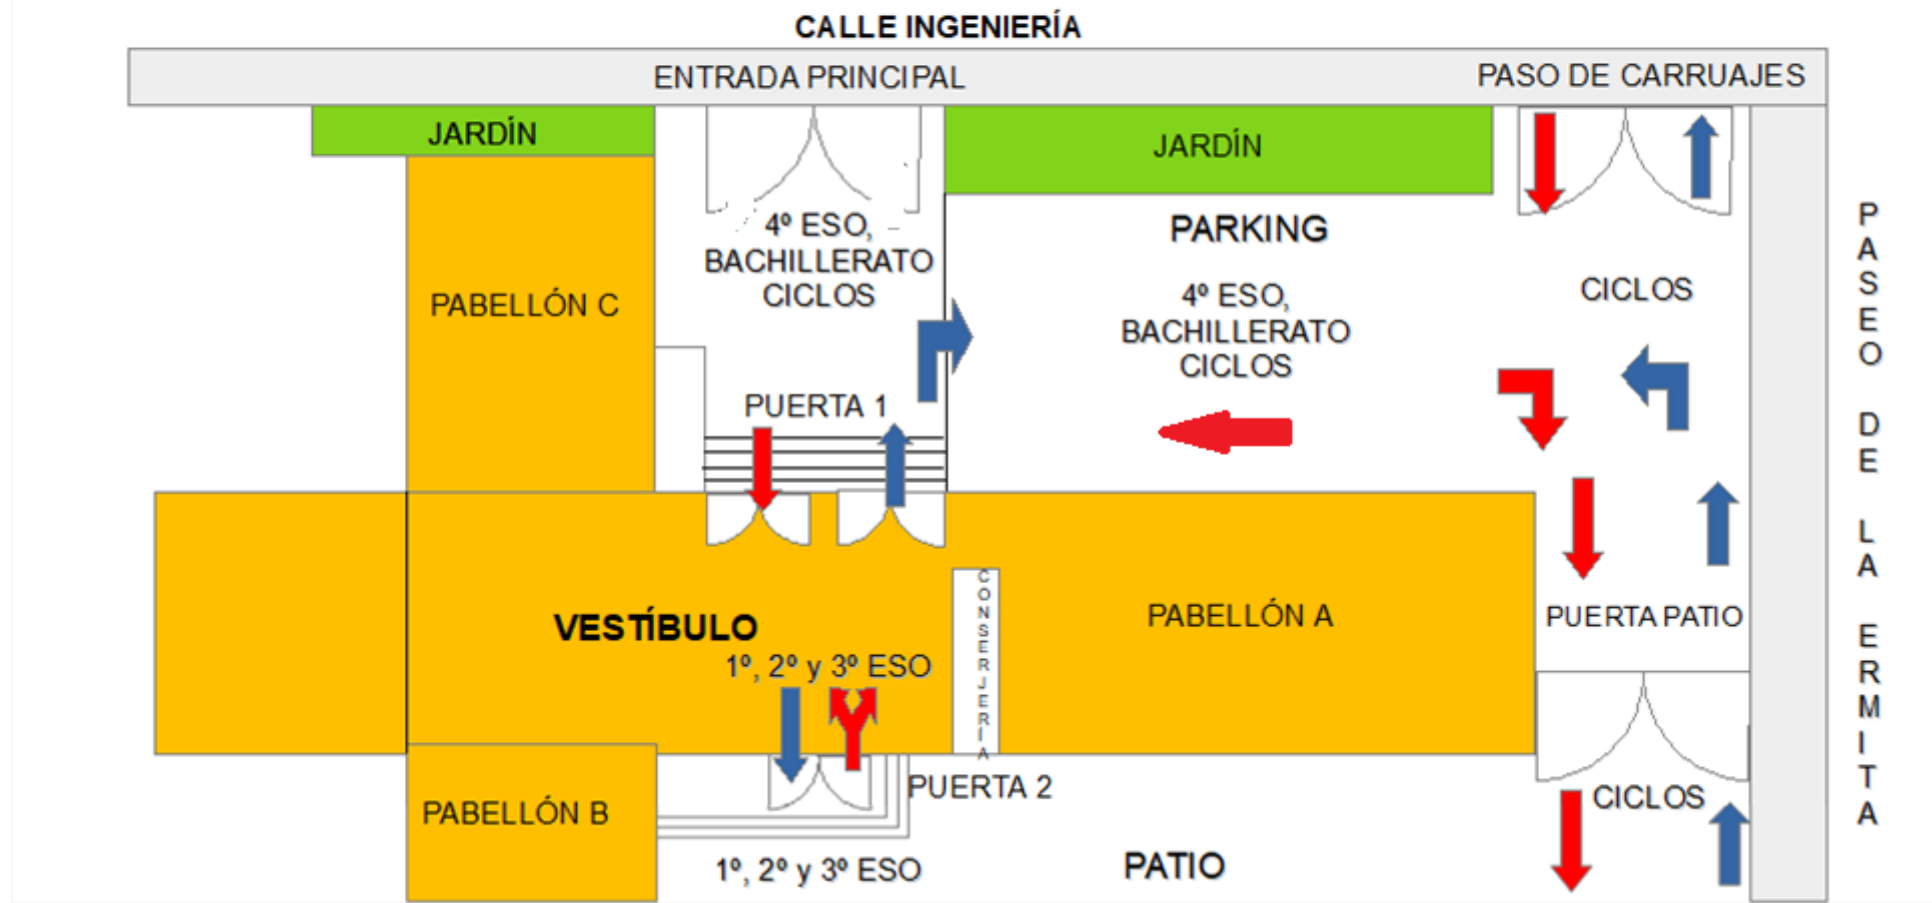 CALLE INGENIERÍA
ENTRADA PRINCIPAL
PASO DE CARRUAJES
JARDÍN
JARDÍN
4º ESO,
BACHILLERATO
CICLOS
PARKING
4º ESO,
BACHILLERATO
CICLOS
CICLOS
PABELLÓN C
PUERTA 1
PASEO DE LA ERMITA
VESTÍBULO
1º, 2º y 3º ESO
CONSERJERÍA
PABELLÓN A
PUERTA PATIO
PABELLÓN B
PUERTA 2
CICLOS
1º, 2º y 3º ESO
PATIO